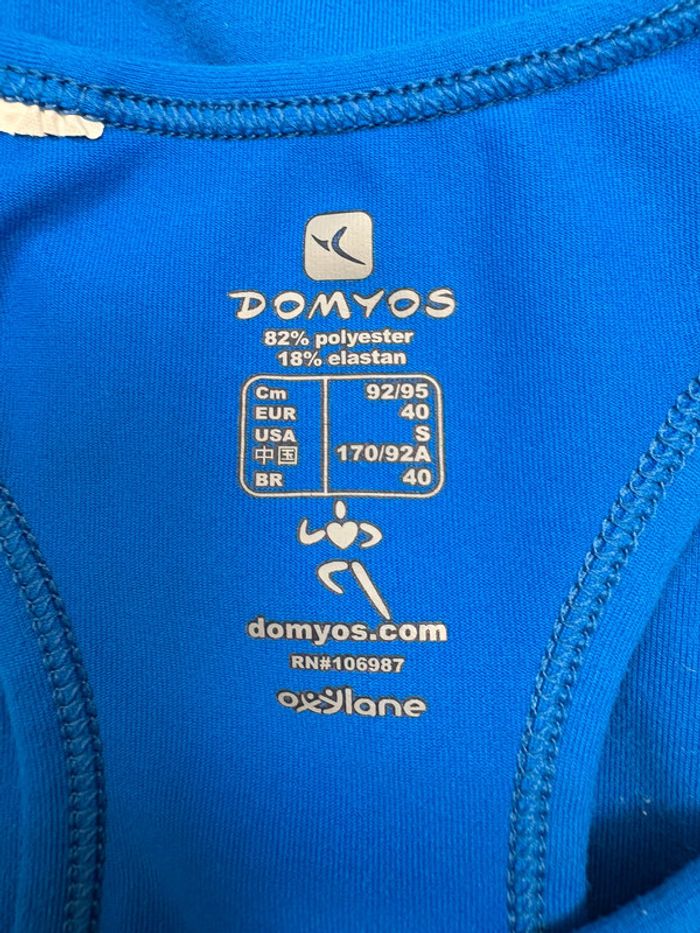 DOMYOS
82% polyester
18% elastan
Cm 92/95
EUR 40
USA S
中国 170/92A
BR 40
domyos.com
RN#106987
oxylane